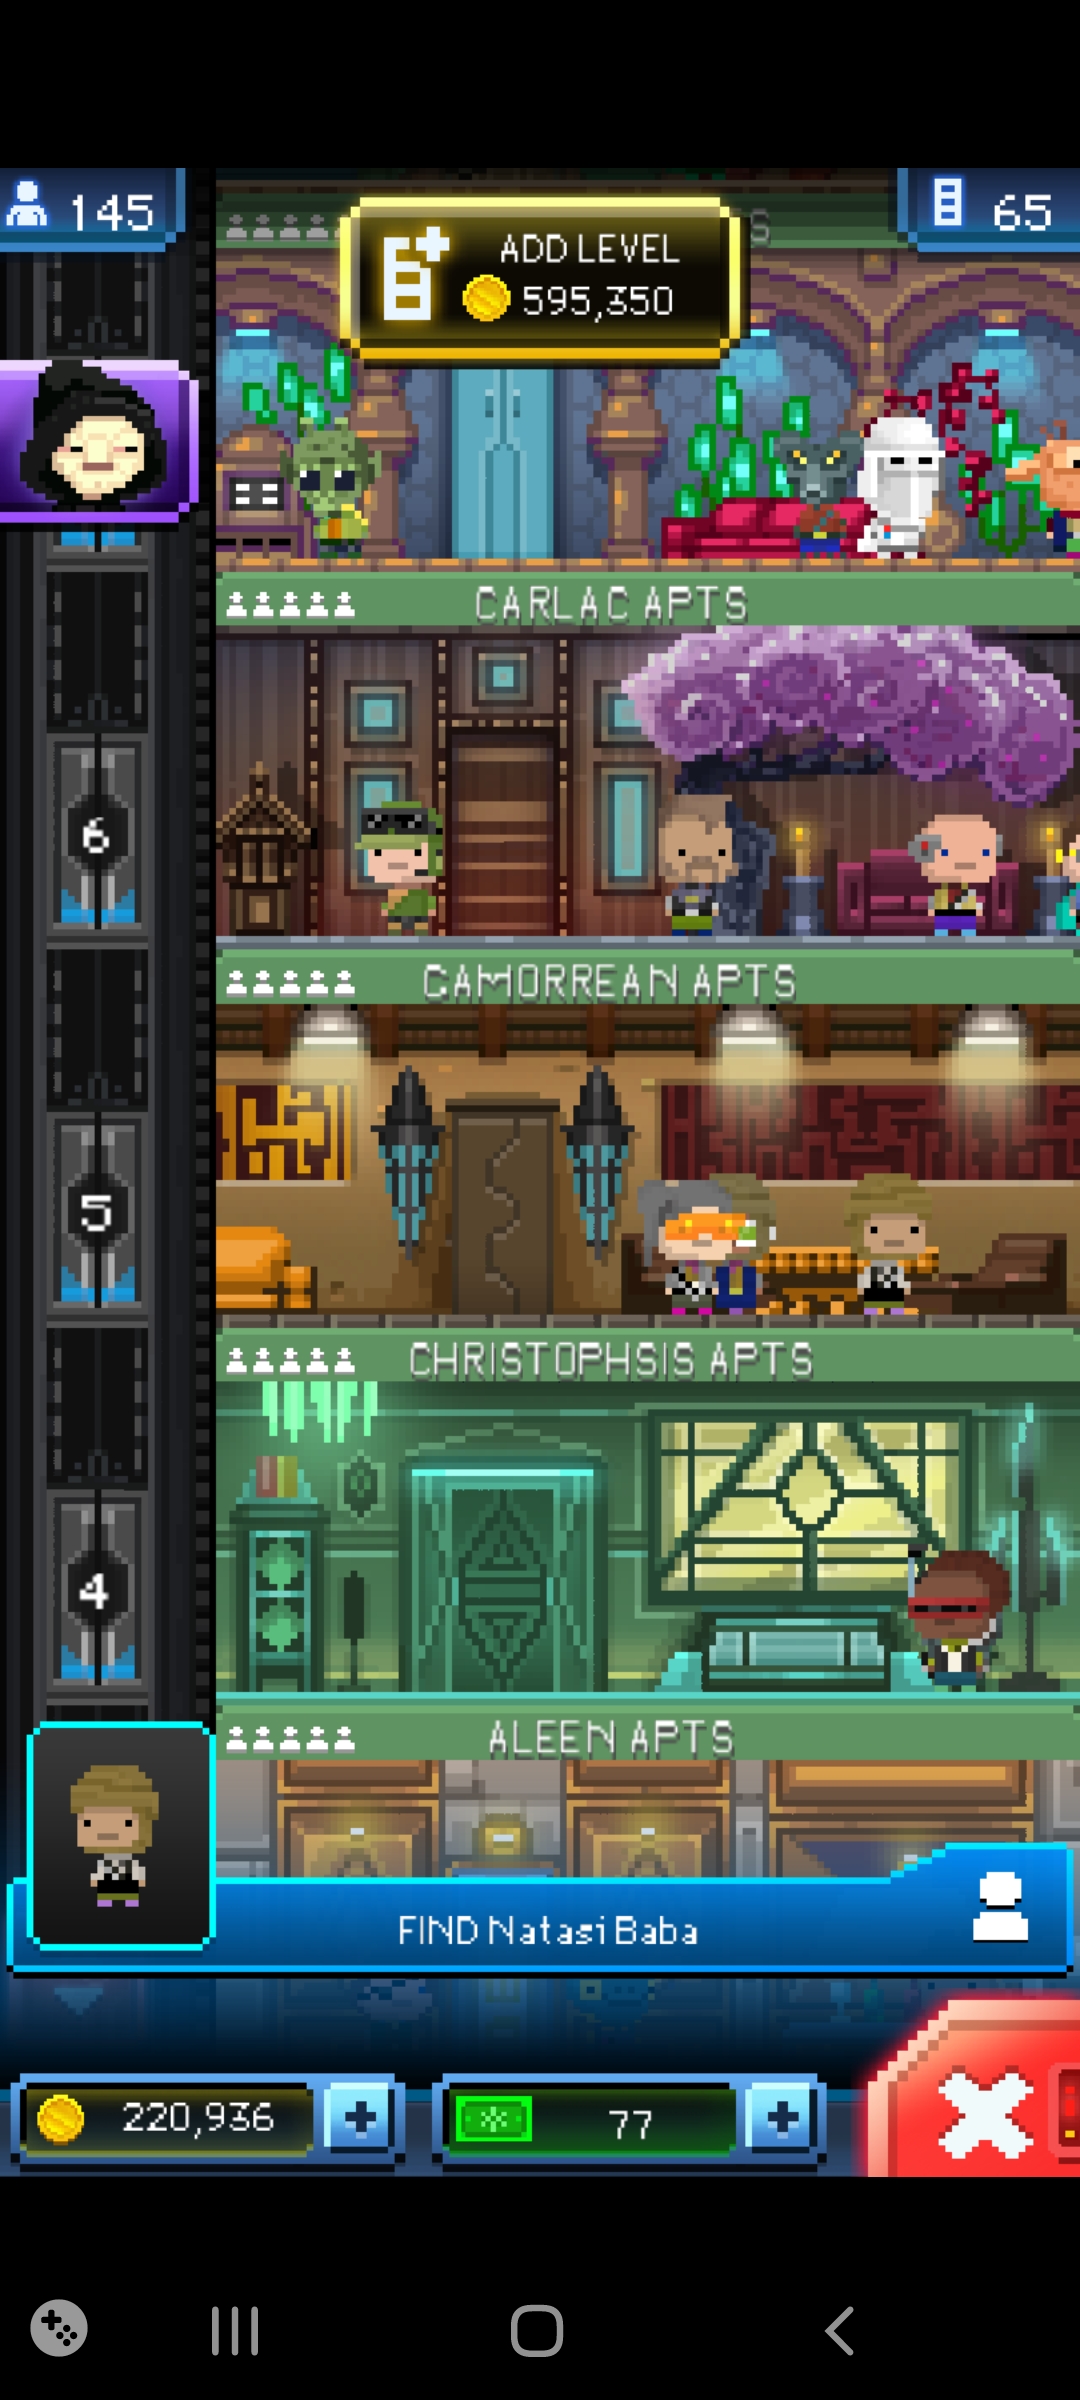 145
65
ADD LEVEL
595,350
CARLAC APTS
6
CAMORREAN APTS
5
CHRISTOPHSIS APTS
4
ALEEN APTS
FIND Natasi Baba
220,936
77